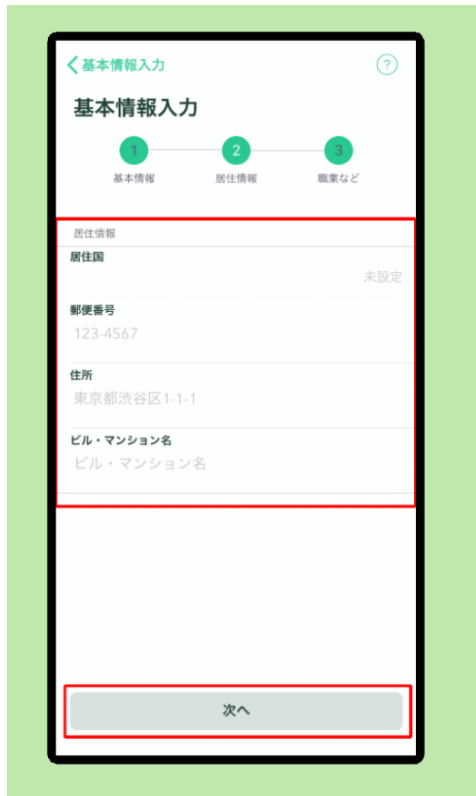 基本情報入力
?
基本情報入力
1 2 3
基本情報 居住情報 職業など
居住情報
居住国
未設定
郵便番号
123-4567
住所
東京都渋谷区1-1-1
ビル・マンション名
ビル・マンション名
次へ